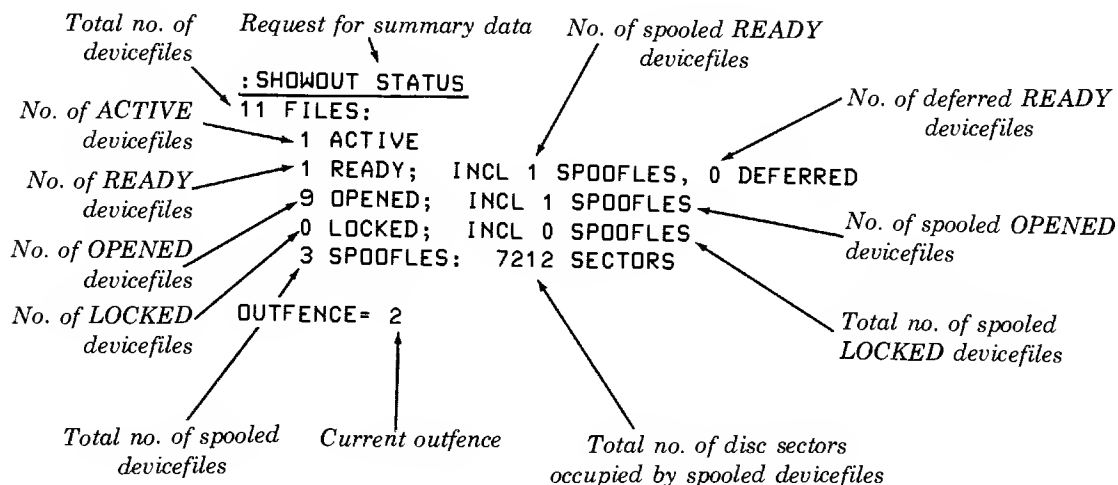 Total no. of
devicefiles
Request for summary data
No. of spooled READY
devicefiles
:SHOWOUT STATUS
No. of deferred READY
devicefiles
11 FILES:
No. of ACTIVE
devicefiles
1 ACTIVE
1 READY;  INCL 1 SPOOFLES, 0 DEFERRED
No. of READY
devicefiles
9 OPENED;  INCL 1 SPOOFLES
No. of spooled OPENED
devicefiles
0 LOCKED;  INCL 0 SPOOFLES
No. of OPENED
devicefiles
3 SPOOFLES:  7212 SECTORS
No. of LOCKED
devicefiles
OUTFENCE= 2
Total no. of spooled
LOCKED devicefiles
Total no. of spooled
devicefiles
Current outfence
Total no. of disc sectors
occupied by spooled devicefiles